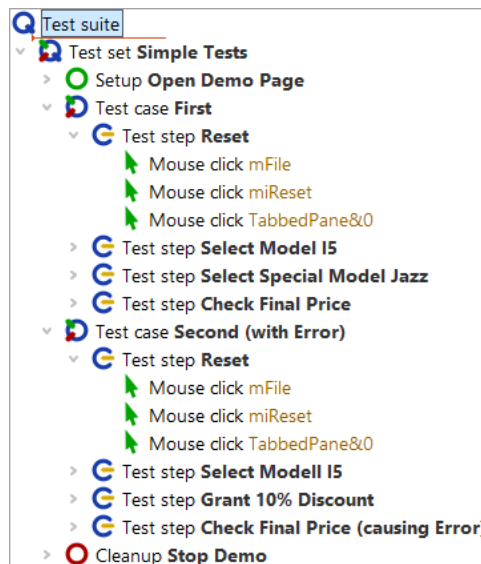 Test suite
Test set Simple Tests
Setup Open Demo Page
Test case First
Test step Reset
Mouse click mFile
Mouse click miReset
Mouse click TabbedPane&0
Test step Select Model I5
Test step Select Special Model Jazz
Test step Check Final Price
Test case Second (with Error)
Test step Reset
Mouse click mFile
Mouse click miReset
Mouse click TabbedPane&0
Test step Select Modell I5
Test step Grant 10% Discount
Test step Check Final Price (causing Error)
Cleanup Stop Demo